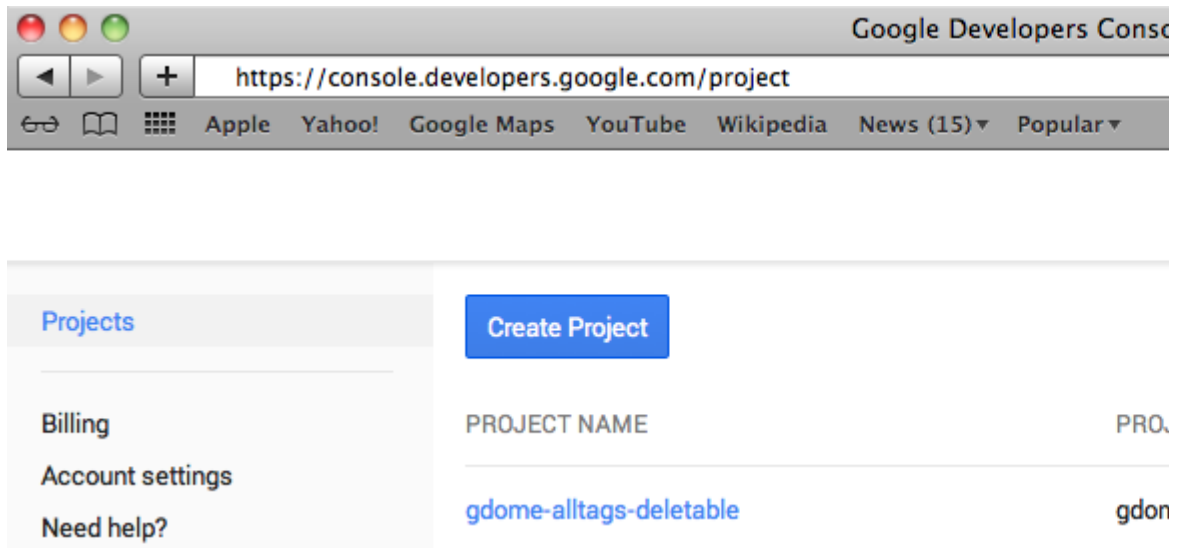 Google Developers Conso
https://console.developers.google.com/project
Apple Yahoo! Google Maps YouTube Wikipedia News (15) Popular
Projects
Create Project
Billing
PROJECT NAME PROJ
Account settings
gdome-alltags-deletable gdom
Need help?